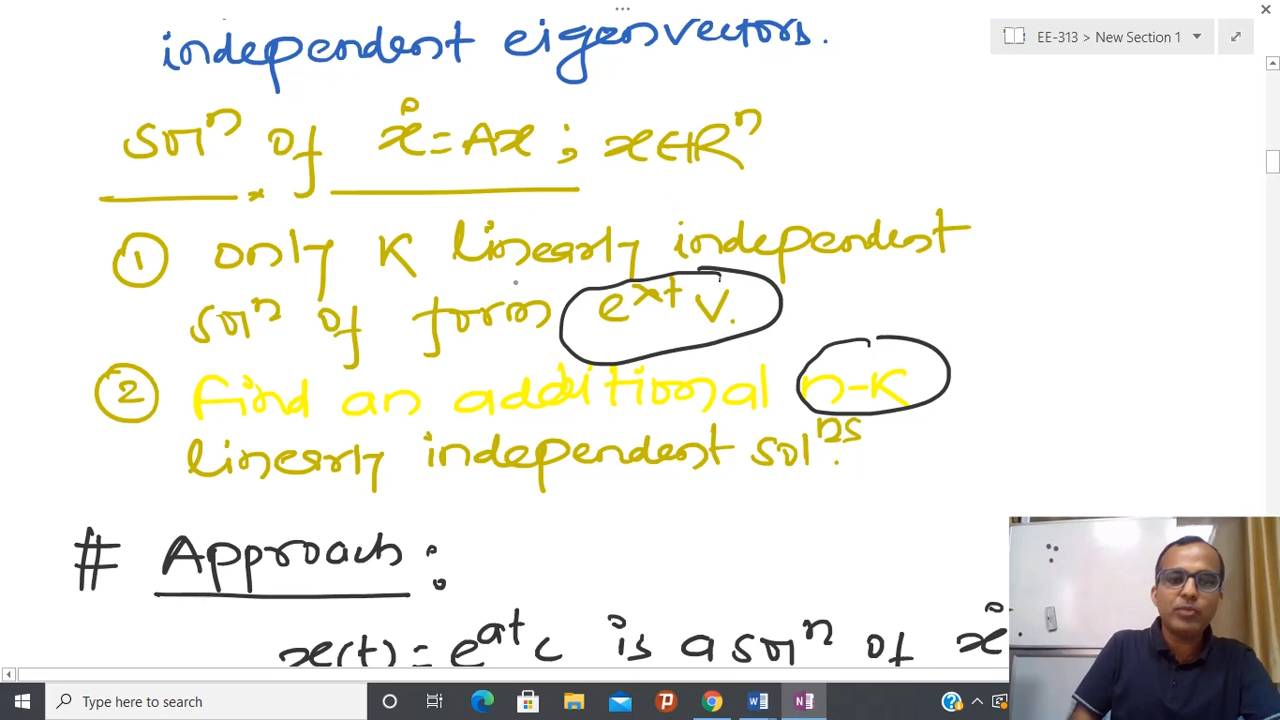 independent eigenvectors.
EE-313 > New Section 1
solⁿ of ẋ = Ax ; x∈Rⁿ
① only K linearly independent
solⁿ of form e^λt v.
② Find an additional n-K
linearly independent solⁿˢ.
# Approach :
x(t) = e^at c is a solⁿ of ẋ
Type here to search